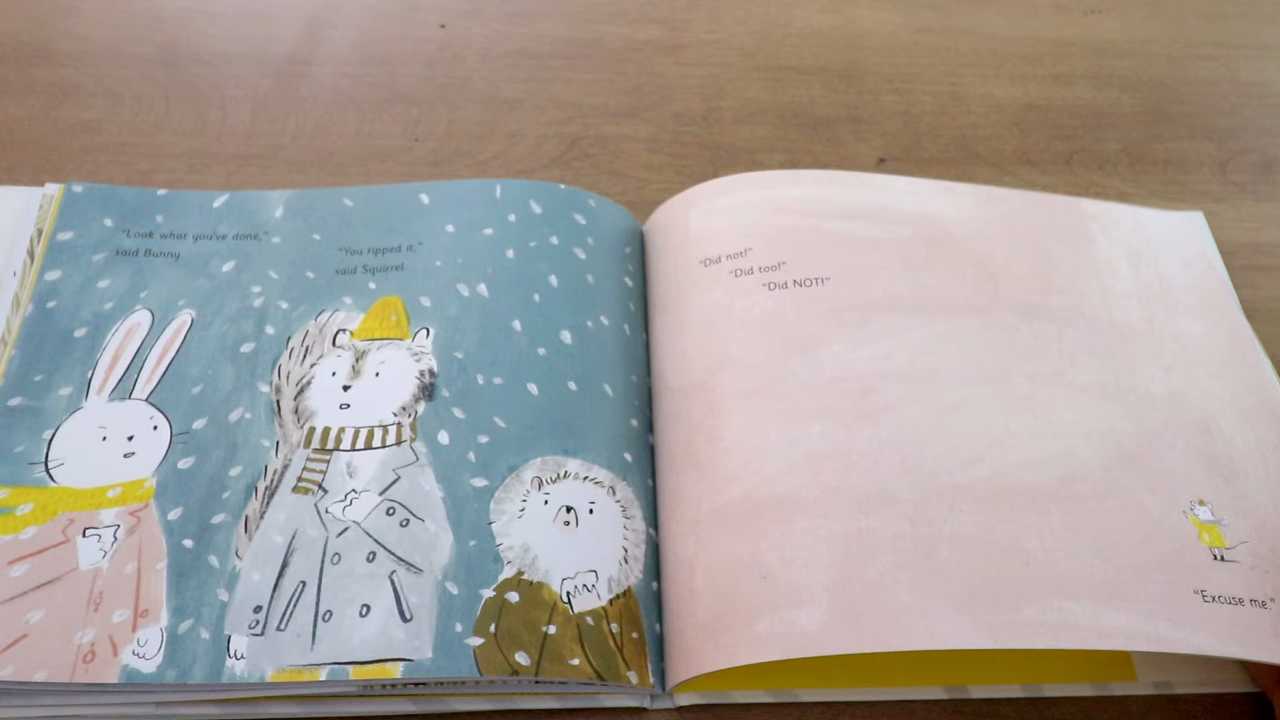 "Look what you've done,"
said Bunny
"You ripped it,"
said Squirrel
"Did not!"
"Did too!"
"Did NOT!"
"Excuse me."